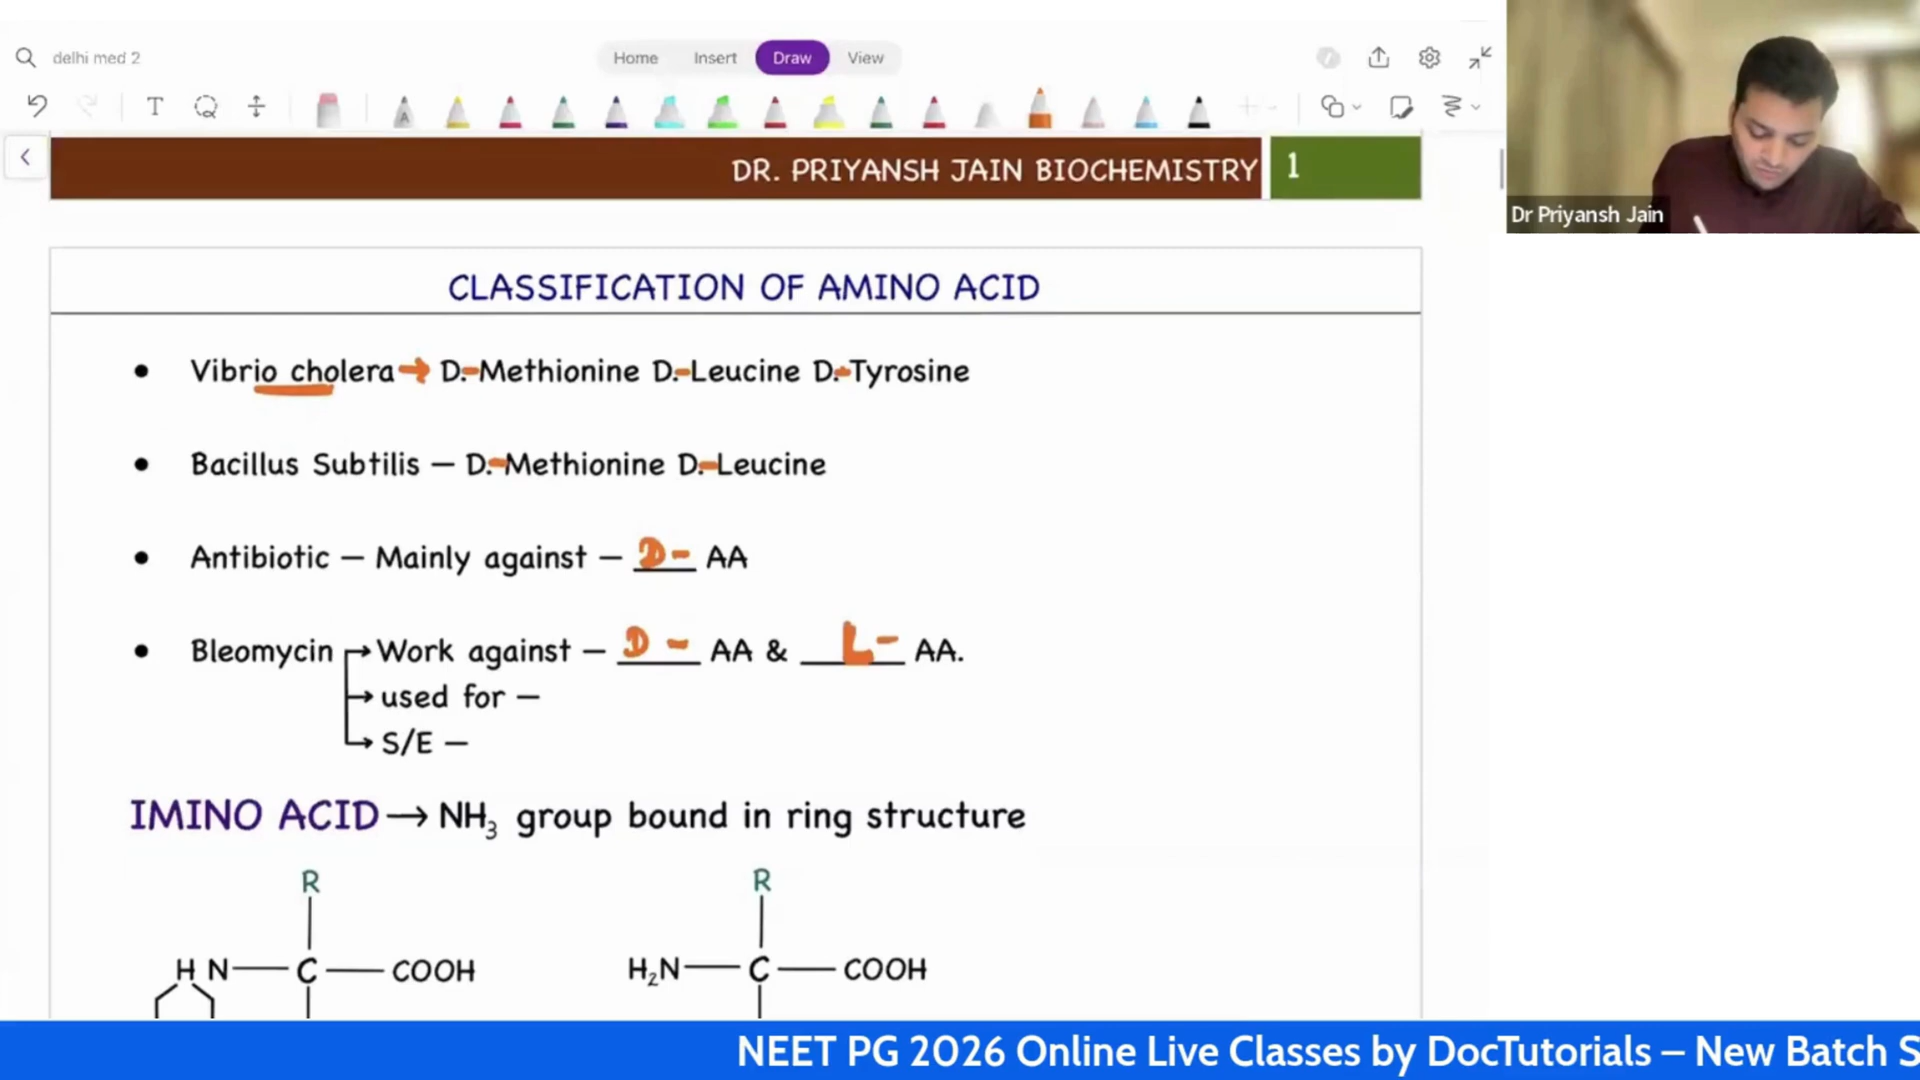 delhi med 2
Home Insert Draw View
T
A
DR. PRIYANSH JAIN BIOCHEMISTRY 1
Dr Priyansh Jain
CLASSIFICATION OF AMINO ACID
• Vibrio cholera → D.-Methionine D.-Leucine D.-Tyrosine
• Bacillus Subtilis – D.-Methionine D.-Leucine
• Antibiotic – Mainly against – D- AA
• Bleomycin → Work against – D - AA & L- AA.
→ used for –
→ S/E –
IMINO ACID → NH₃ group bound in ring structure
R R
H N — C — COOH H₂N — C — COOH
NEET PG 2026 Online Live Classes by DocTutorials – New Batch S